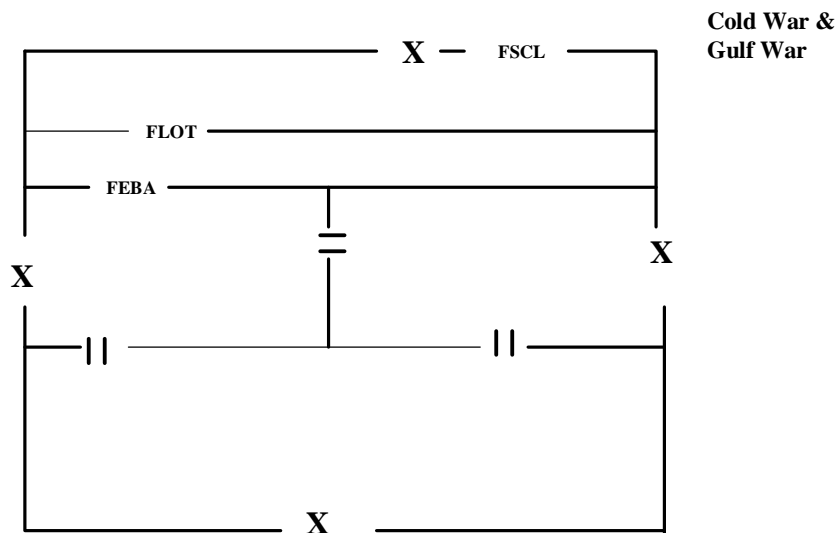 Cold War &
Gulf War
X FSCL
FLOT
FEBA
||
X
X
|| ||
X